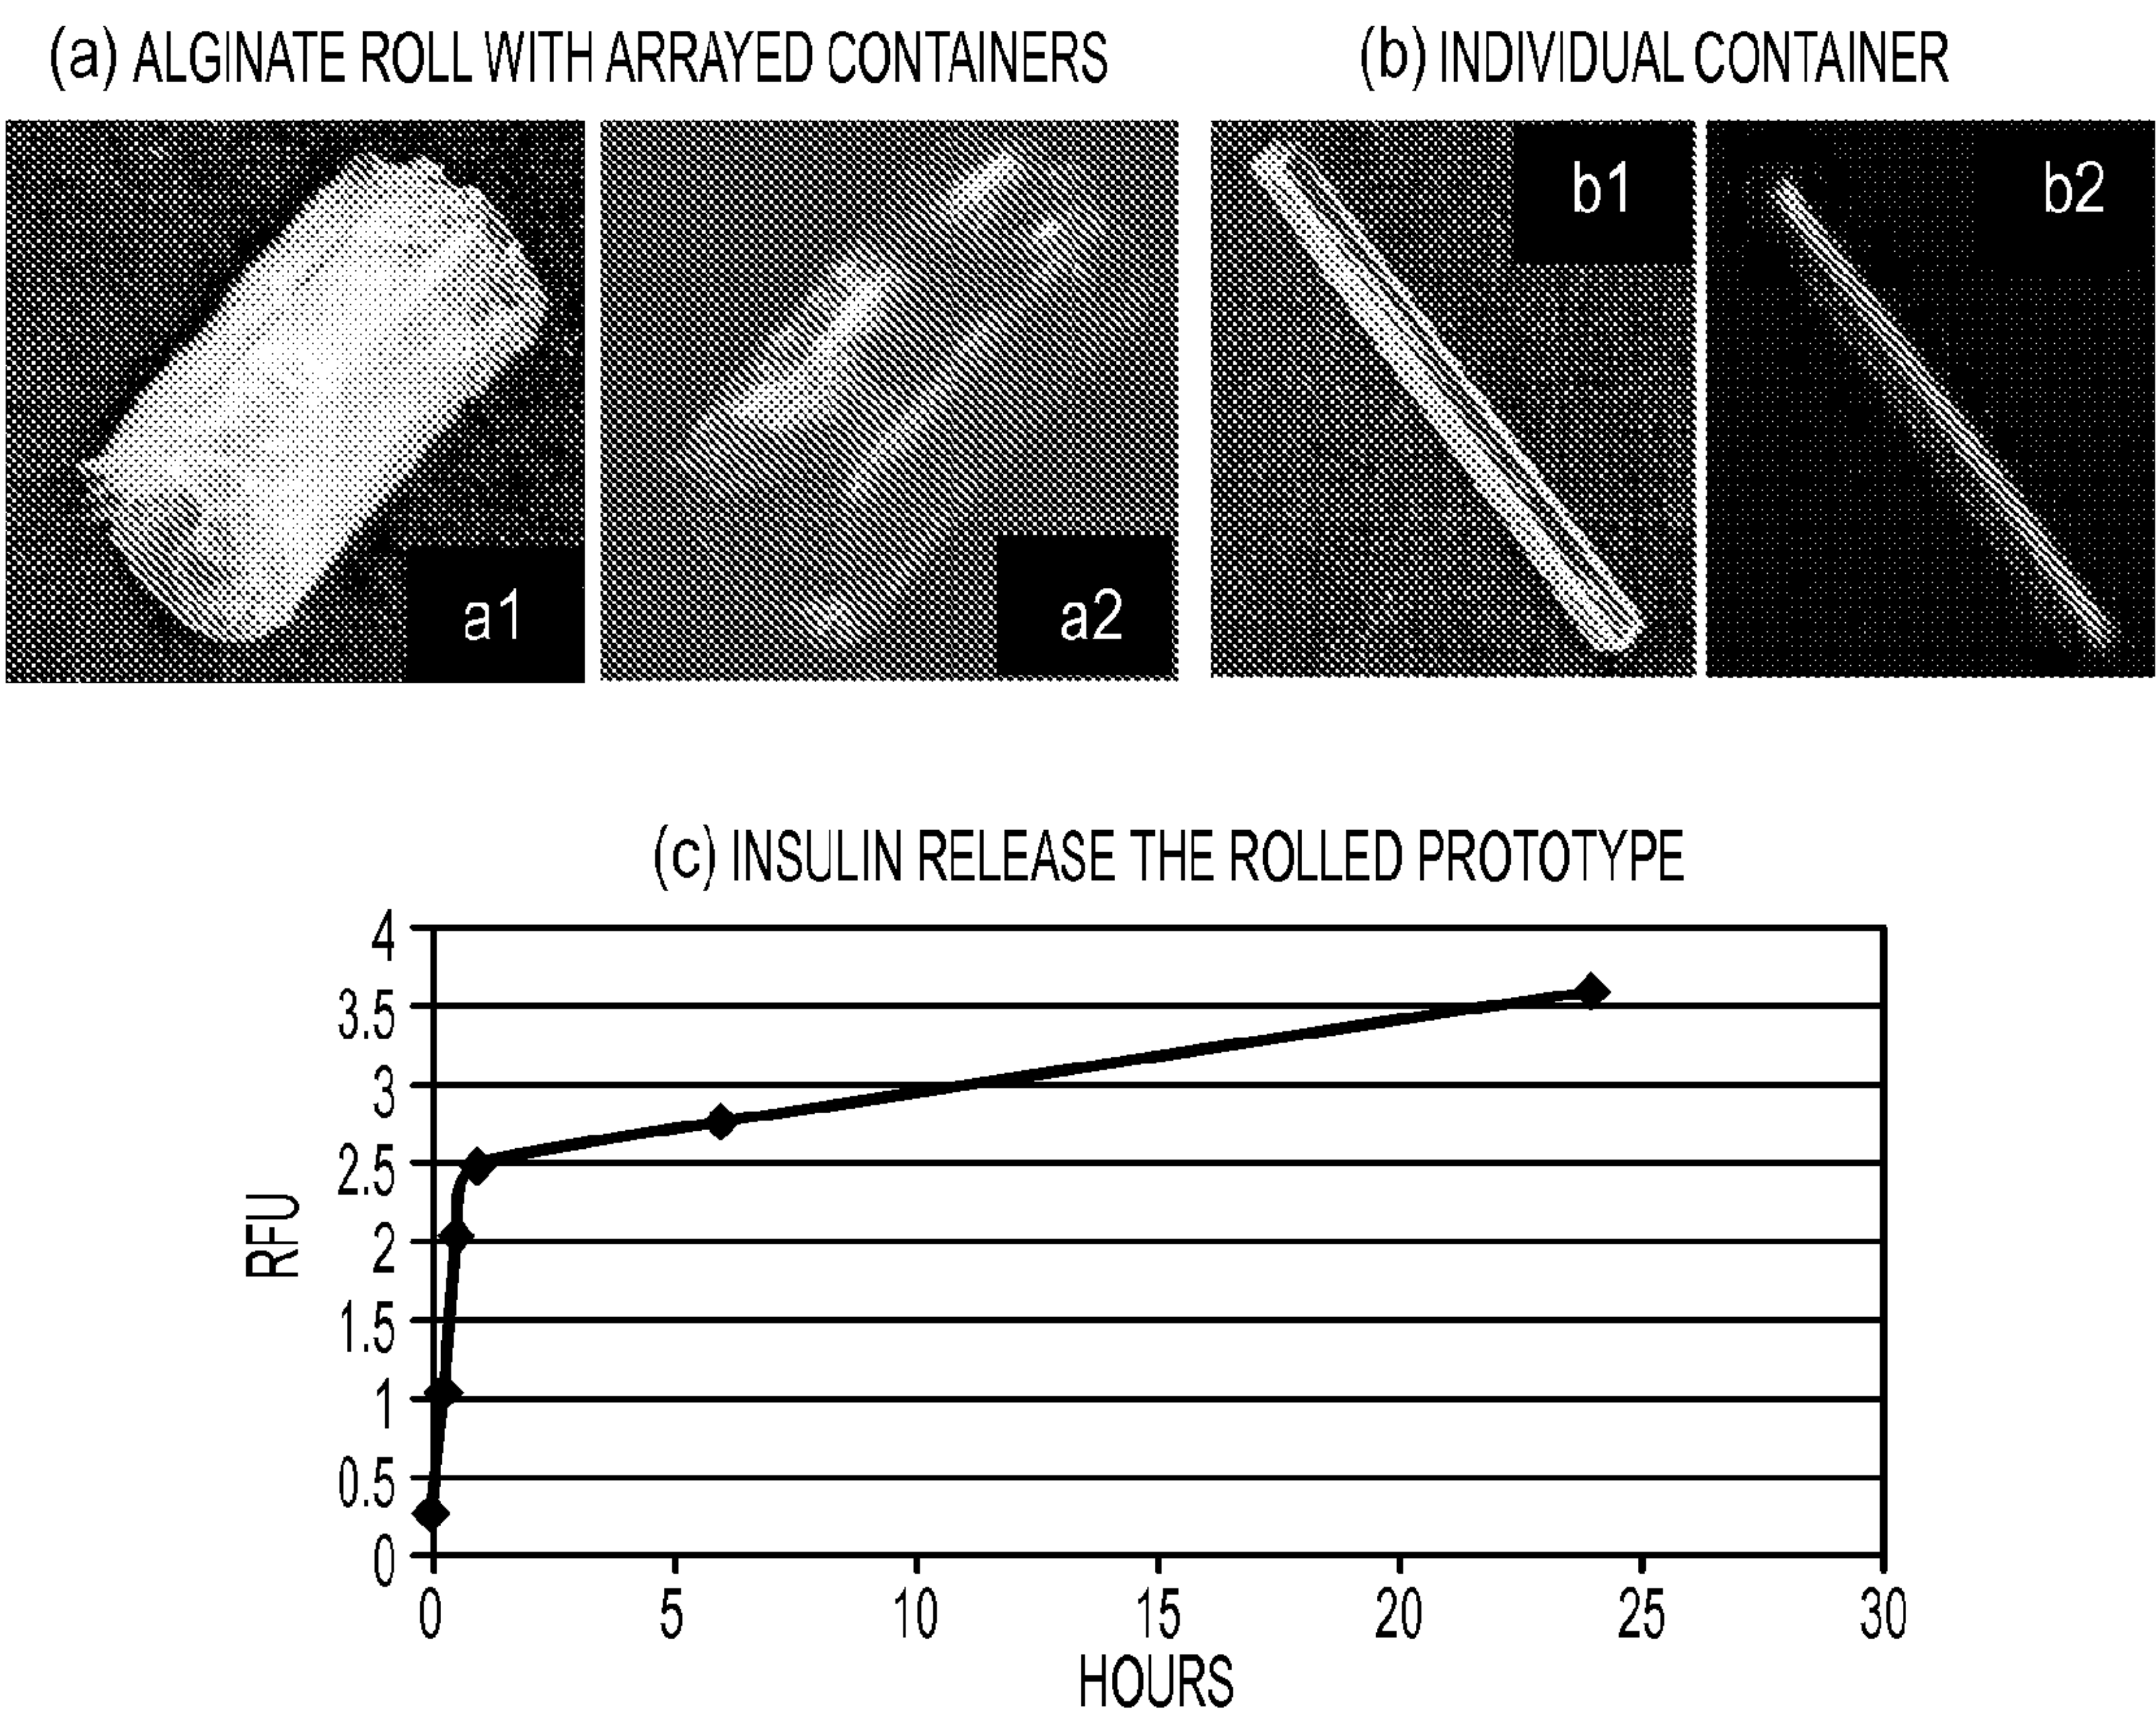 (a) ALGINATE ROLL WITH ARRAYED CONTAINERS
(b) INDIVIDUAL CONTAINER
a1
a2
b1
b2
(c) INSULIN RELEASE THE ROLLED PROTOTYPE
4
3.5
3
2.5
2
1.5
1
0.5
0
RFU
0 5 10 15 20 25 30
HOURS